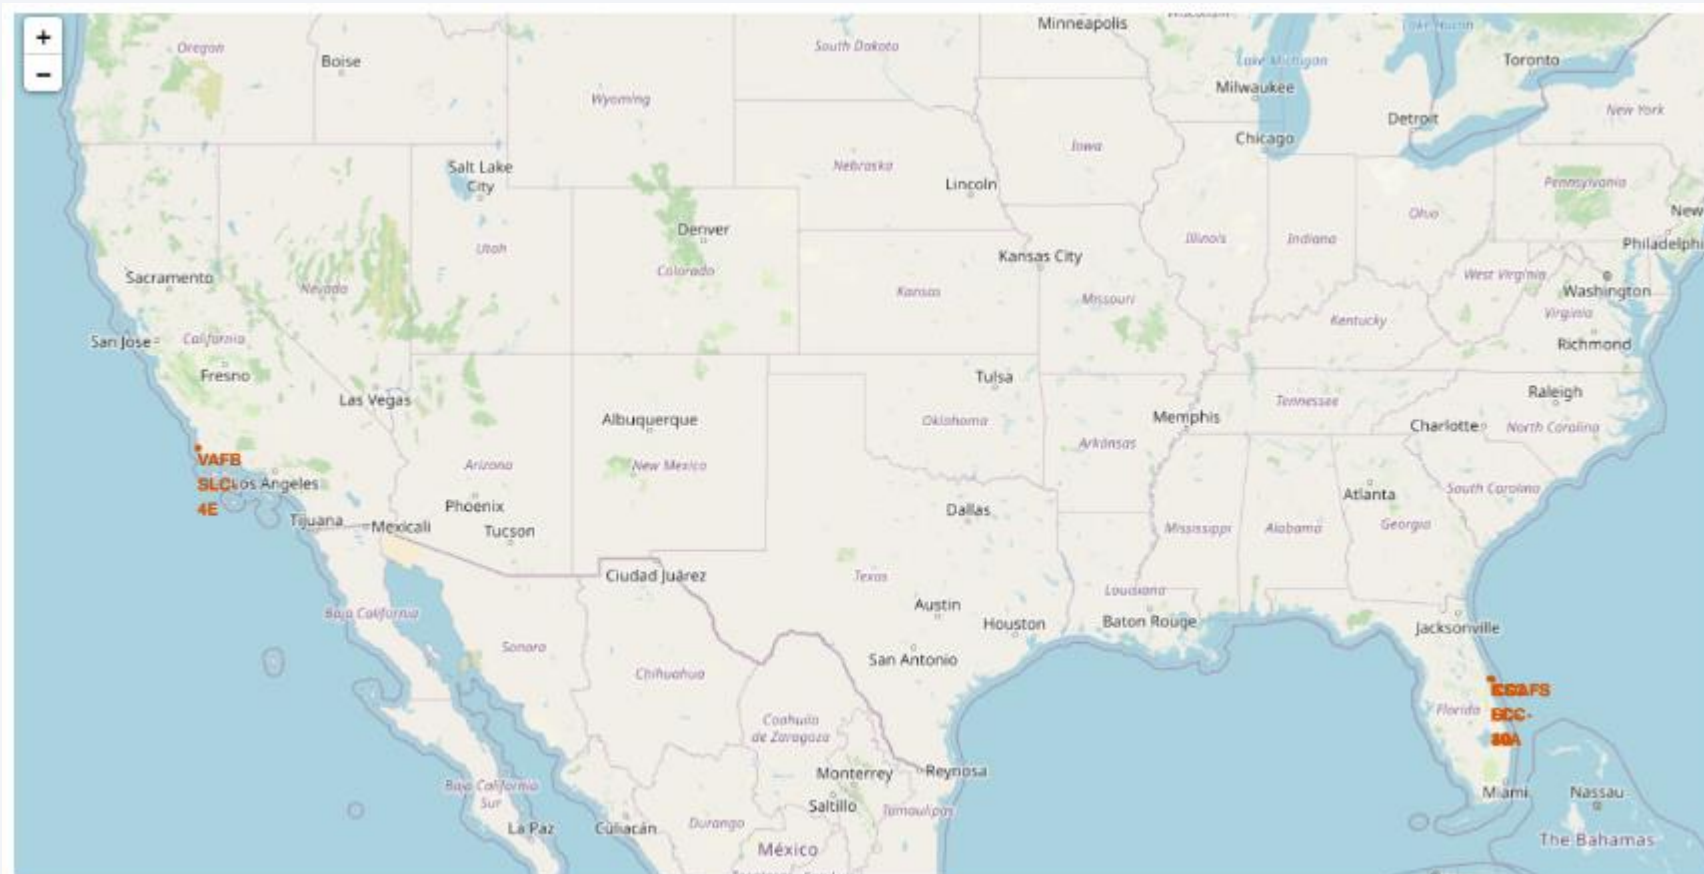 +
−
Oregon
Boise
Wyoming
South Dakota
Minneapolis
Wisconsin
Lake Michigan
Lake Huron
Toronto
Milwaukee
Detroit
New York
Chicago
Iowa
Nebraska
Lincoln
Salt Lake
City
Utah
Denver
Colorado
Kansas
Kansas City
Missouri
Illinois
Indiana
Ohio
Pennsylvania
New
Philadelphi
West Virginia
Washington
Virginia
Richmond
Kentucky
Sacramento
Nevada
San Jose
California
Fresno
Las Vegas
Albuquerque
New Mexico
Arizona
Phoenix
Tucson
Tulsa
Oklahoma
Arkansas
Memphis
Tennessee
Raleigh
Charlotte
North Carolina
South Carolina
Atlanta
Georgia
Alabama
Mississippi
Dallas
VAFB
SLC-
4E
Los Angeles
Tijuana
Mexicali
Ciudad Juárez
Texas
Austin
Houston
San Antonio
Louisiana
Baton Rouge
Jacksonville
Florida
Miami
Nassau
The Bahamas
Baja California
Sonora
Chihuahua
Coahuila
de Zaragoza
Monterrey
Reynosa
Saltillo
Tamaulipas
Baja California
Sur
La Paz
Culiacán
Durango
México